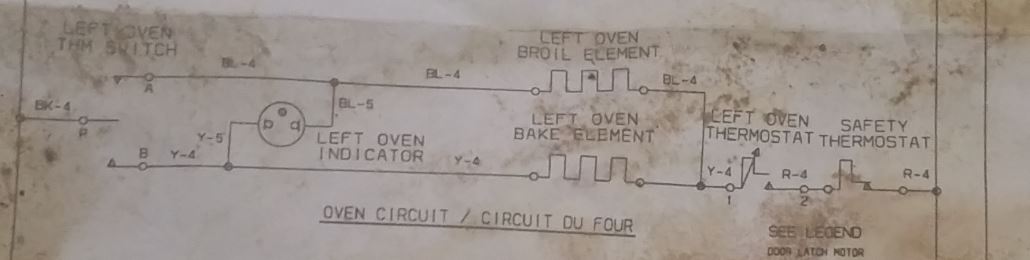 LEFT OVEN
THM SWITCH
BL-4
A
BL-4
LEFT OVEN
BROIL ELEMENT
BL-4
BK-4
P
BL-5
Y-5
LEFT OVEN
INDICATOR
B
Y-4
Y-4
LEFT OVEN
BAKE ELEMENT
LEFT OVEN
THERMOSTAT
SAFETY
THERMOSTAT
Y-4
1
R-4
2
R-4
OVEN CIRCUIT / CIRCUIT DU FOUR
SEE LEGEND
DOOR LATCH MOTOR